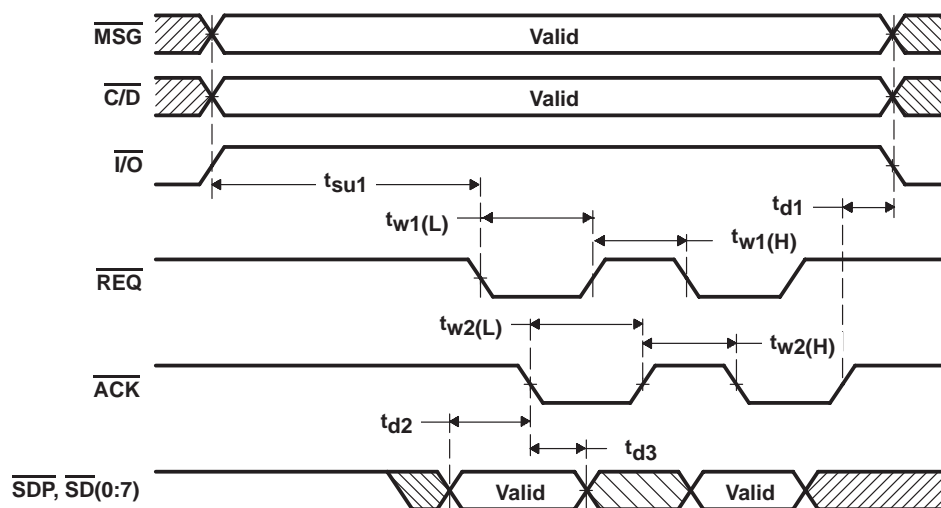 MSG
Valid
C/D
Valid
I/O
tsu1
td1
tw1(L)
tw1(H)
REQ
tw2(L)
tw2(H)
ACK
td2
td3
SDP, SD(0:7)
Valid
Valid